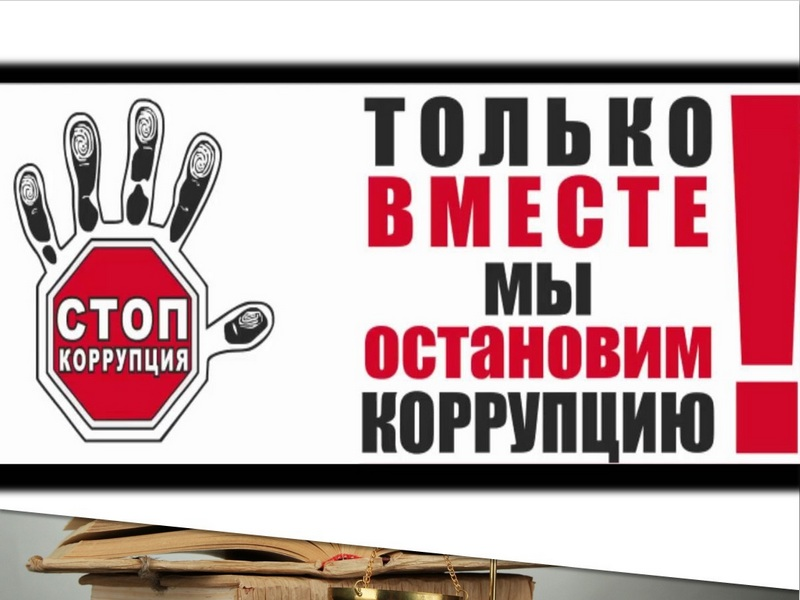 СТОП
КОРРУПЦИЯ
ТОЛЬКО
ВМЕСТЕ
МЫ
ОСТАНОВИМ
КОРРУПЦИЮ
!